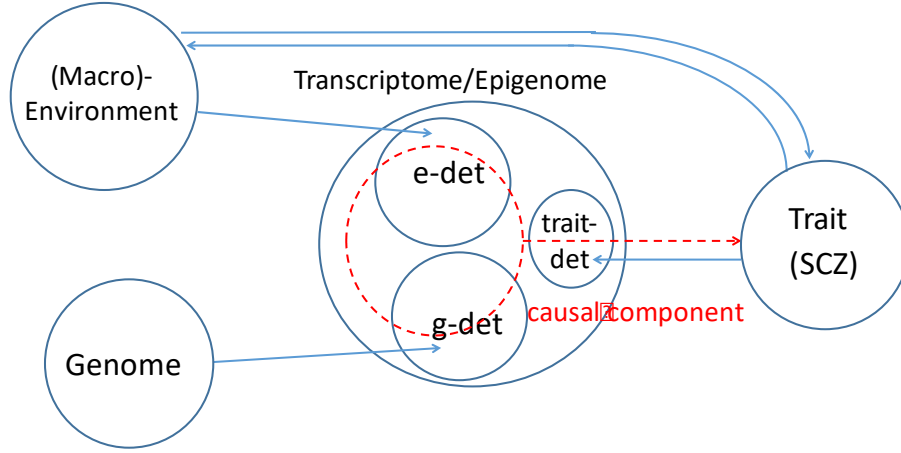 (Macro)-
Environment
Transcriptome/Epigenome
e-det
trait-
det
Trait
(SCZ)
causal component
g-det
Genome